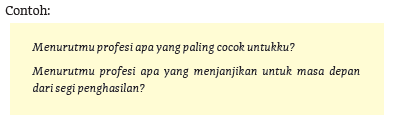 Contoh:
Menurutmu profesi apa yang paling cocok untukku?
Menurutmu profesi apa yang menjanjikan untuk masa depan
dari segi penghasilan?